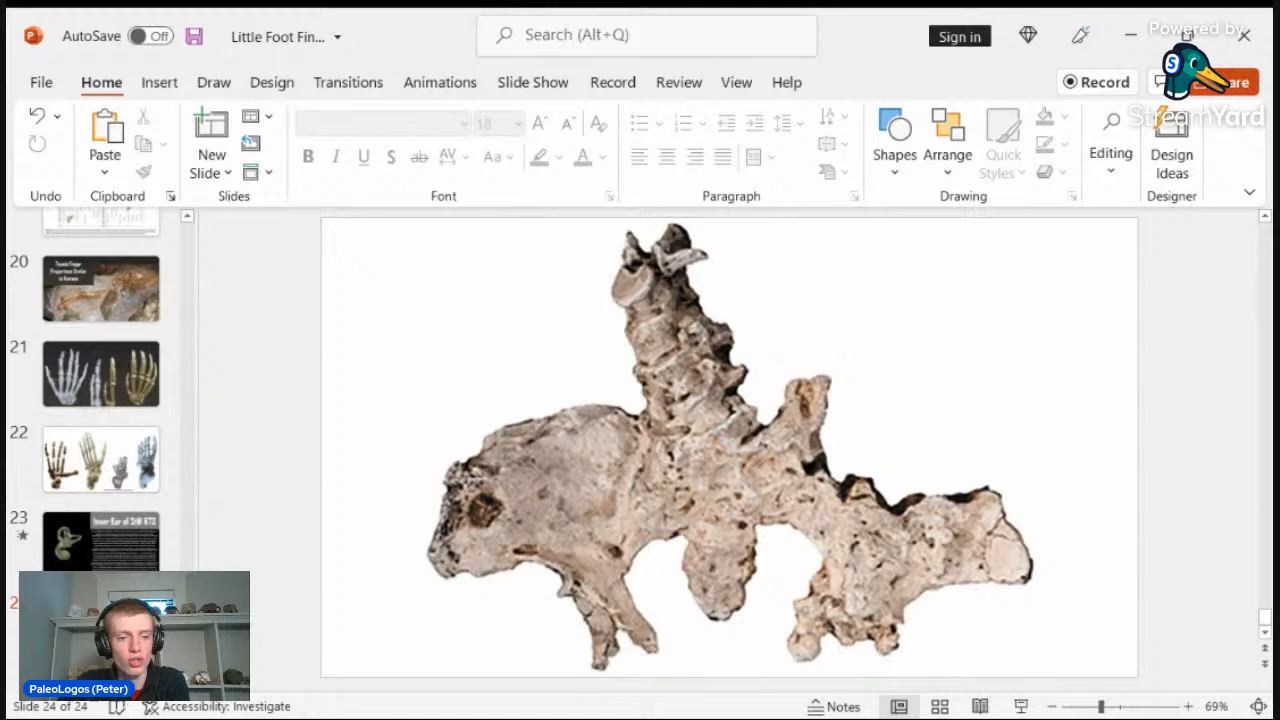 Powered by
StreamYard
AutoSave Off Little Foot Fin... Search (Alt+Q) Sign in
File Home Insert Draw Design Transitions Animations Slide Show Record Review View Help Record
Paste New Slide Shapes Arrange Quick Styles Editing Design Ideas
Undo Clipboard Slides Font Paragraph Drawing Designer
20
21
22
23
Inner Ear of StW 573
PaleoLogos (Peter)
Slide 24 of 24 Accessibility: Investigate Notes 69%